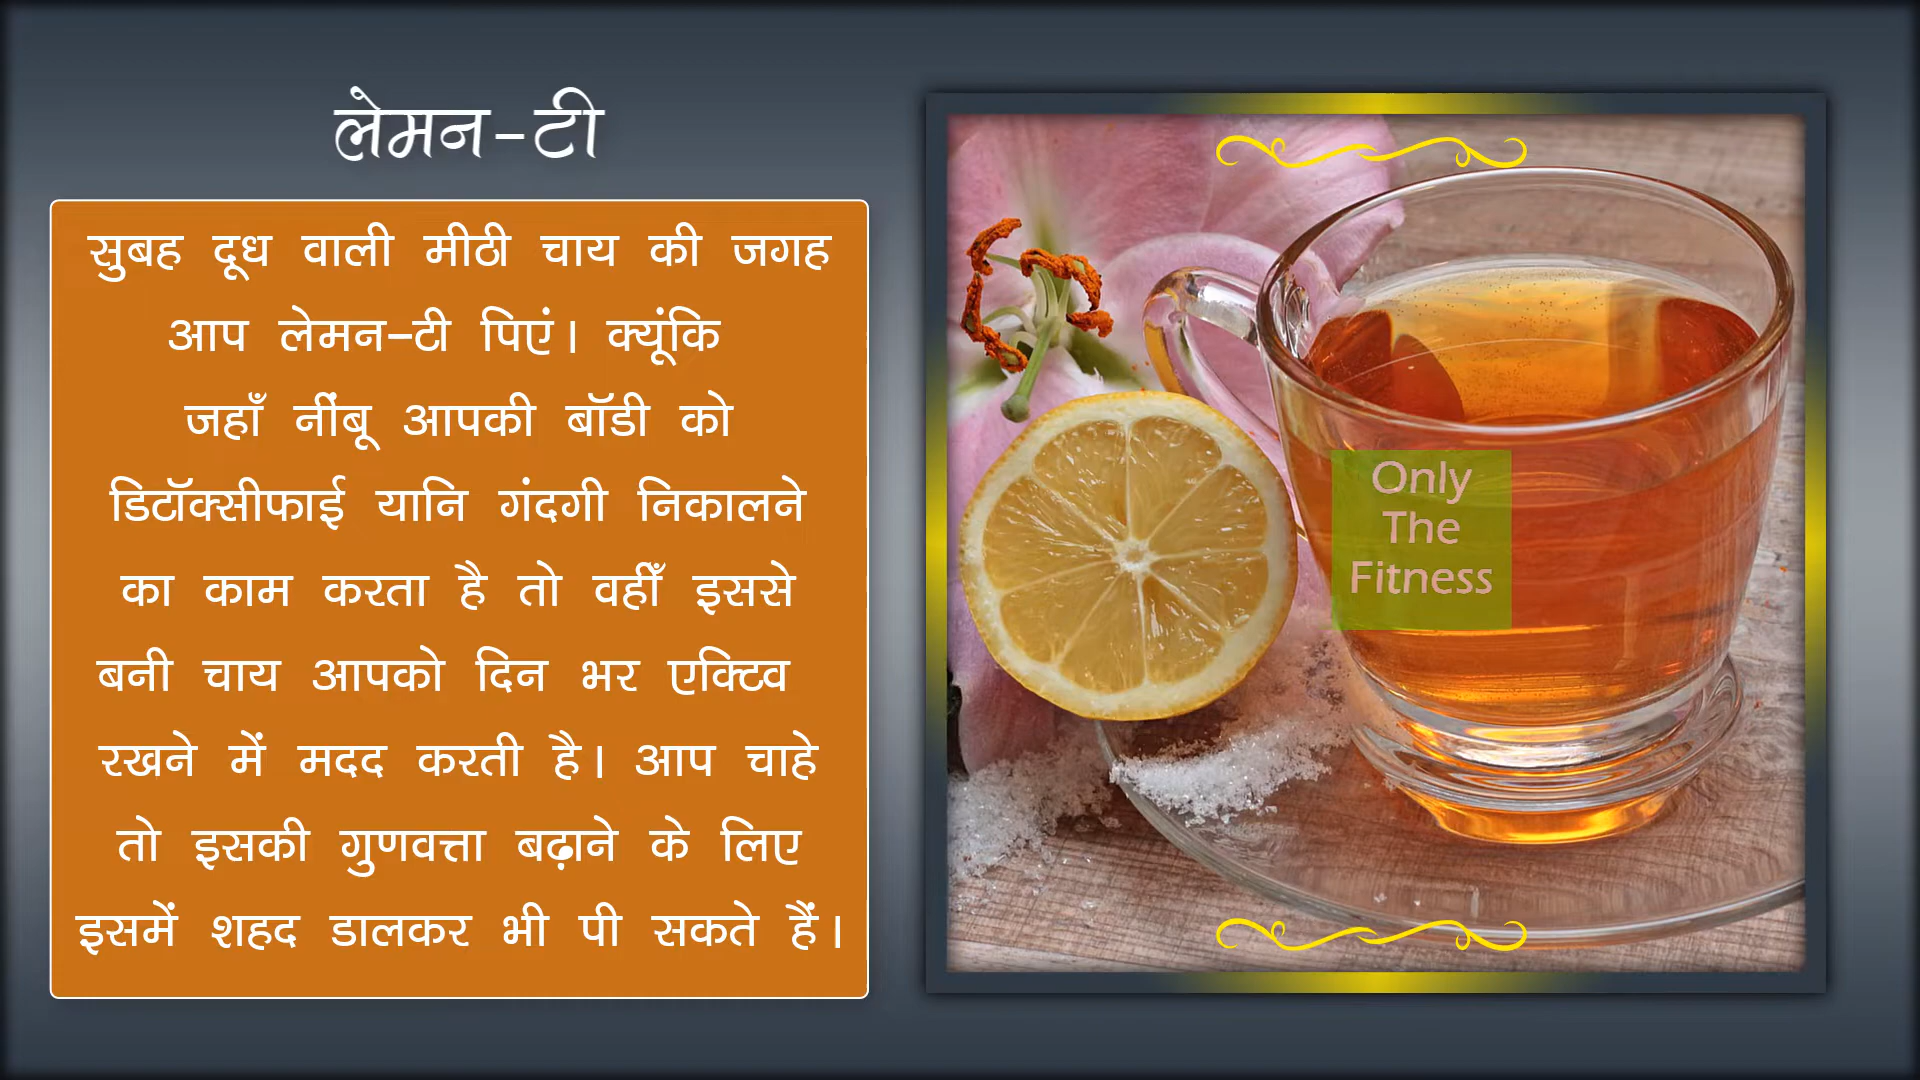 लेमन-टी
सुबह दूध वाली मीठी चाय की जगह
आप लेमन-टी पिएं। क्यूंकि
जहाँ नींबू आपकी बॉडी को
डिटॉक्सीफाई यानि गंदगी निकालने
का काम करता है तो वहीँ इससे
बनी चाय आपको दिन भर एक्टिव
रखने में मदद करती है। आप चाहे
तो इसकी गुणवत्ता बढ़ाने के लिए
इसमें शहद डालकर भी पी सकते हैं।
Only
The
Fitness